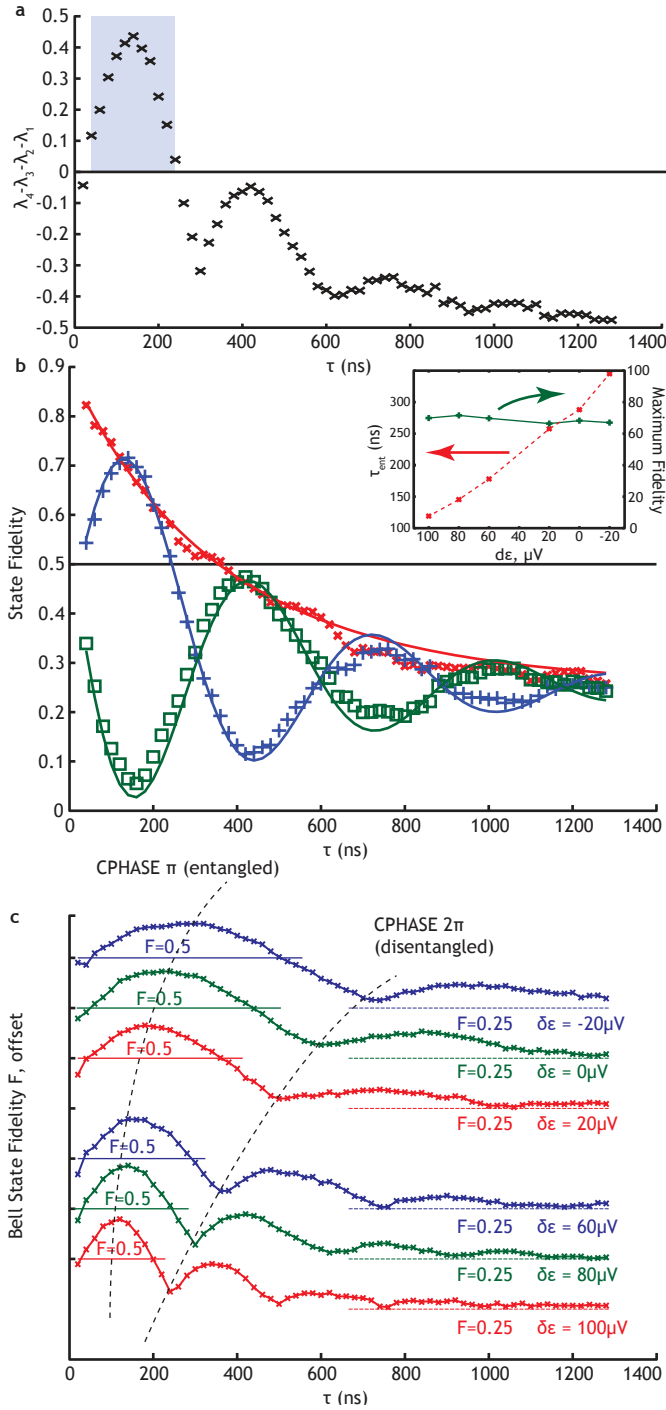 a
0.5
0.4
0.3
0.2
0.1
0
-0.1
-0.2
-0.3
-0.4
-0.5
λ4-λ3-λ2-λ1
0 200 400 600 800 1000 1200 1400
τ (ns)
b
0.9
0.8
0.7
0.6
0.5
0.4
0.3
0.2
0.1
0
State Fidelity
0 200 400 600 800 1000 1200 1400
τ (ns)
300
250
200
150
100
τent (ns)
100
80
60
40
20
0
Maximum Fidelity
100 80 60 20 0 -20
dε, µV
CPHASE π (entangled)
c
CPHASE 2π
(disentangled)
F=0.5
F=0.25 δε = -20µV
F=0.5
F=0.25 δε = 0µV
F=0.5
F=0.25 δε = 20µV
F=0.5
F=0.25 δε = 60µV
F=0.5
F=0.25 δε = 80µV
F=0.5
F=0.25 δε = 100µV
Bell State Fidelity F, offset
0 200 400 600 800 1000 1200 1400
τ (ns)